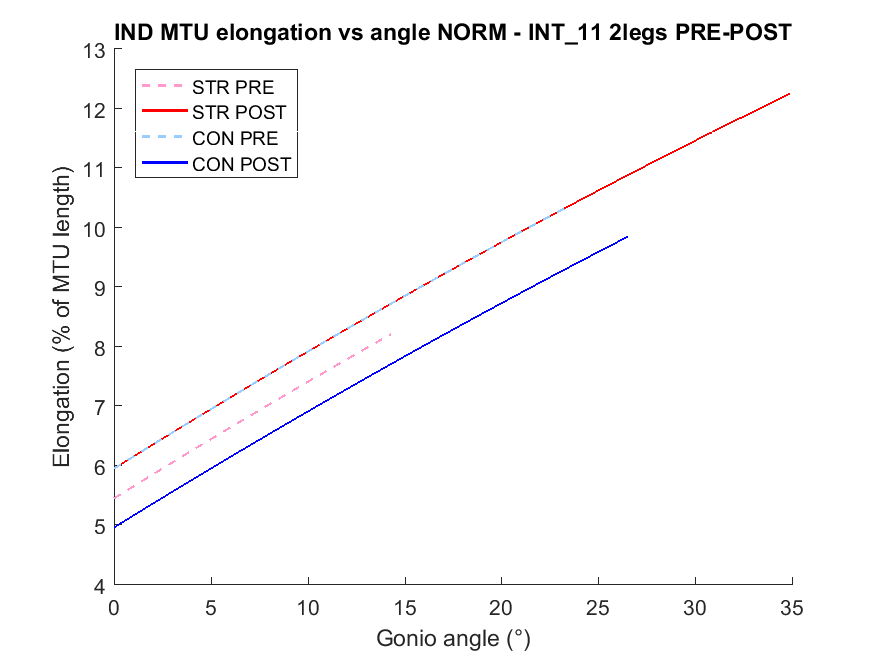 IND MTU elongation vs angle NORM - INT_11 2legs PRE-POST
13
12
11
10
9
8
7
6
5
4
Elongation (% of MTU length)
STR PRE
STR POST
CON PRE
CON POST
0 5 10 15 20 25 30 35
Gonio angle (°)